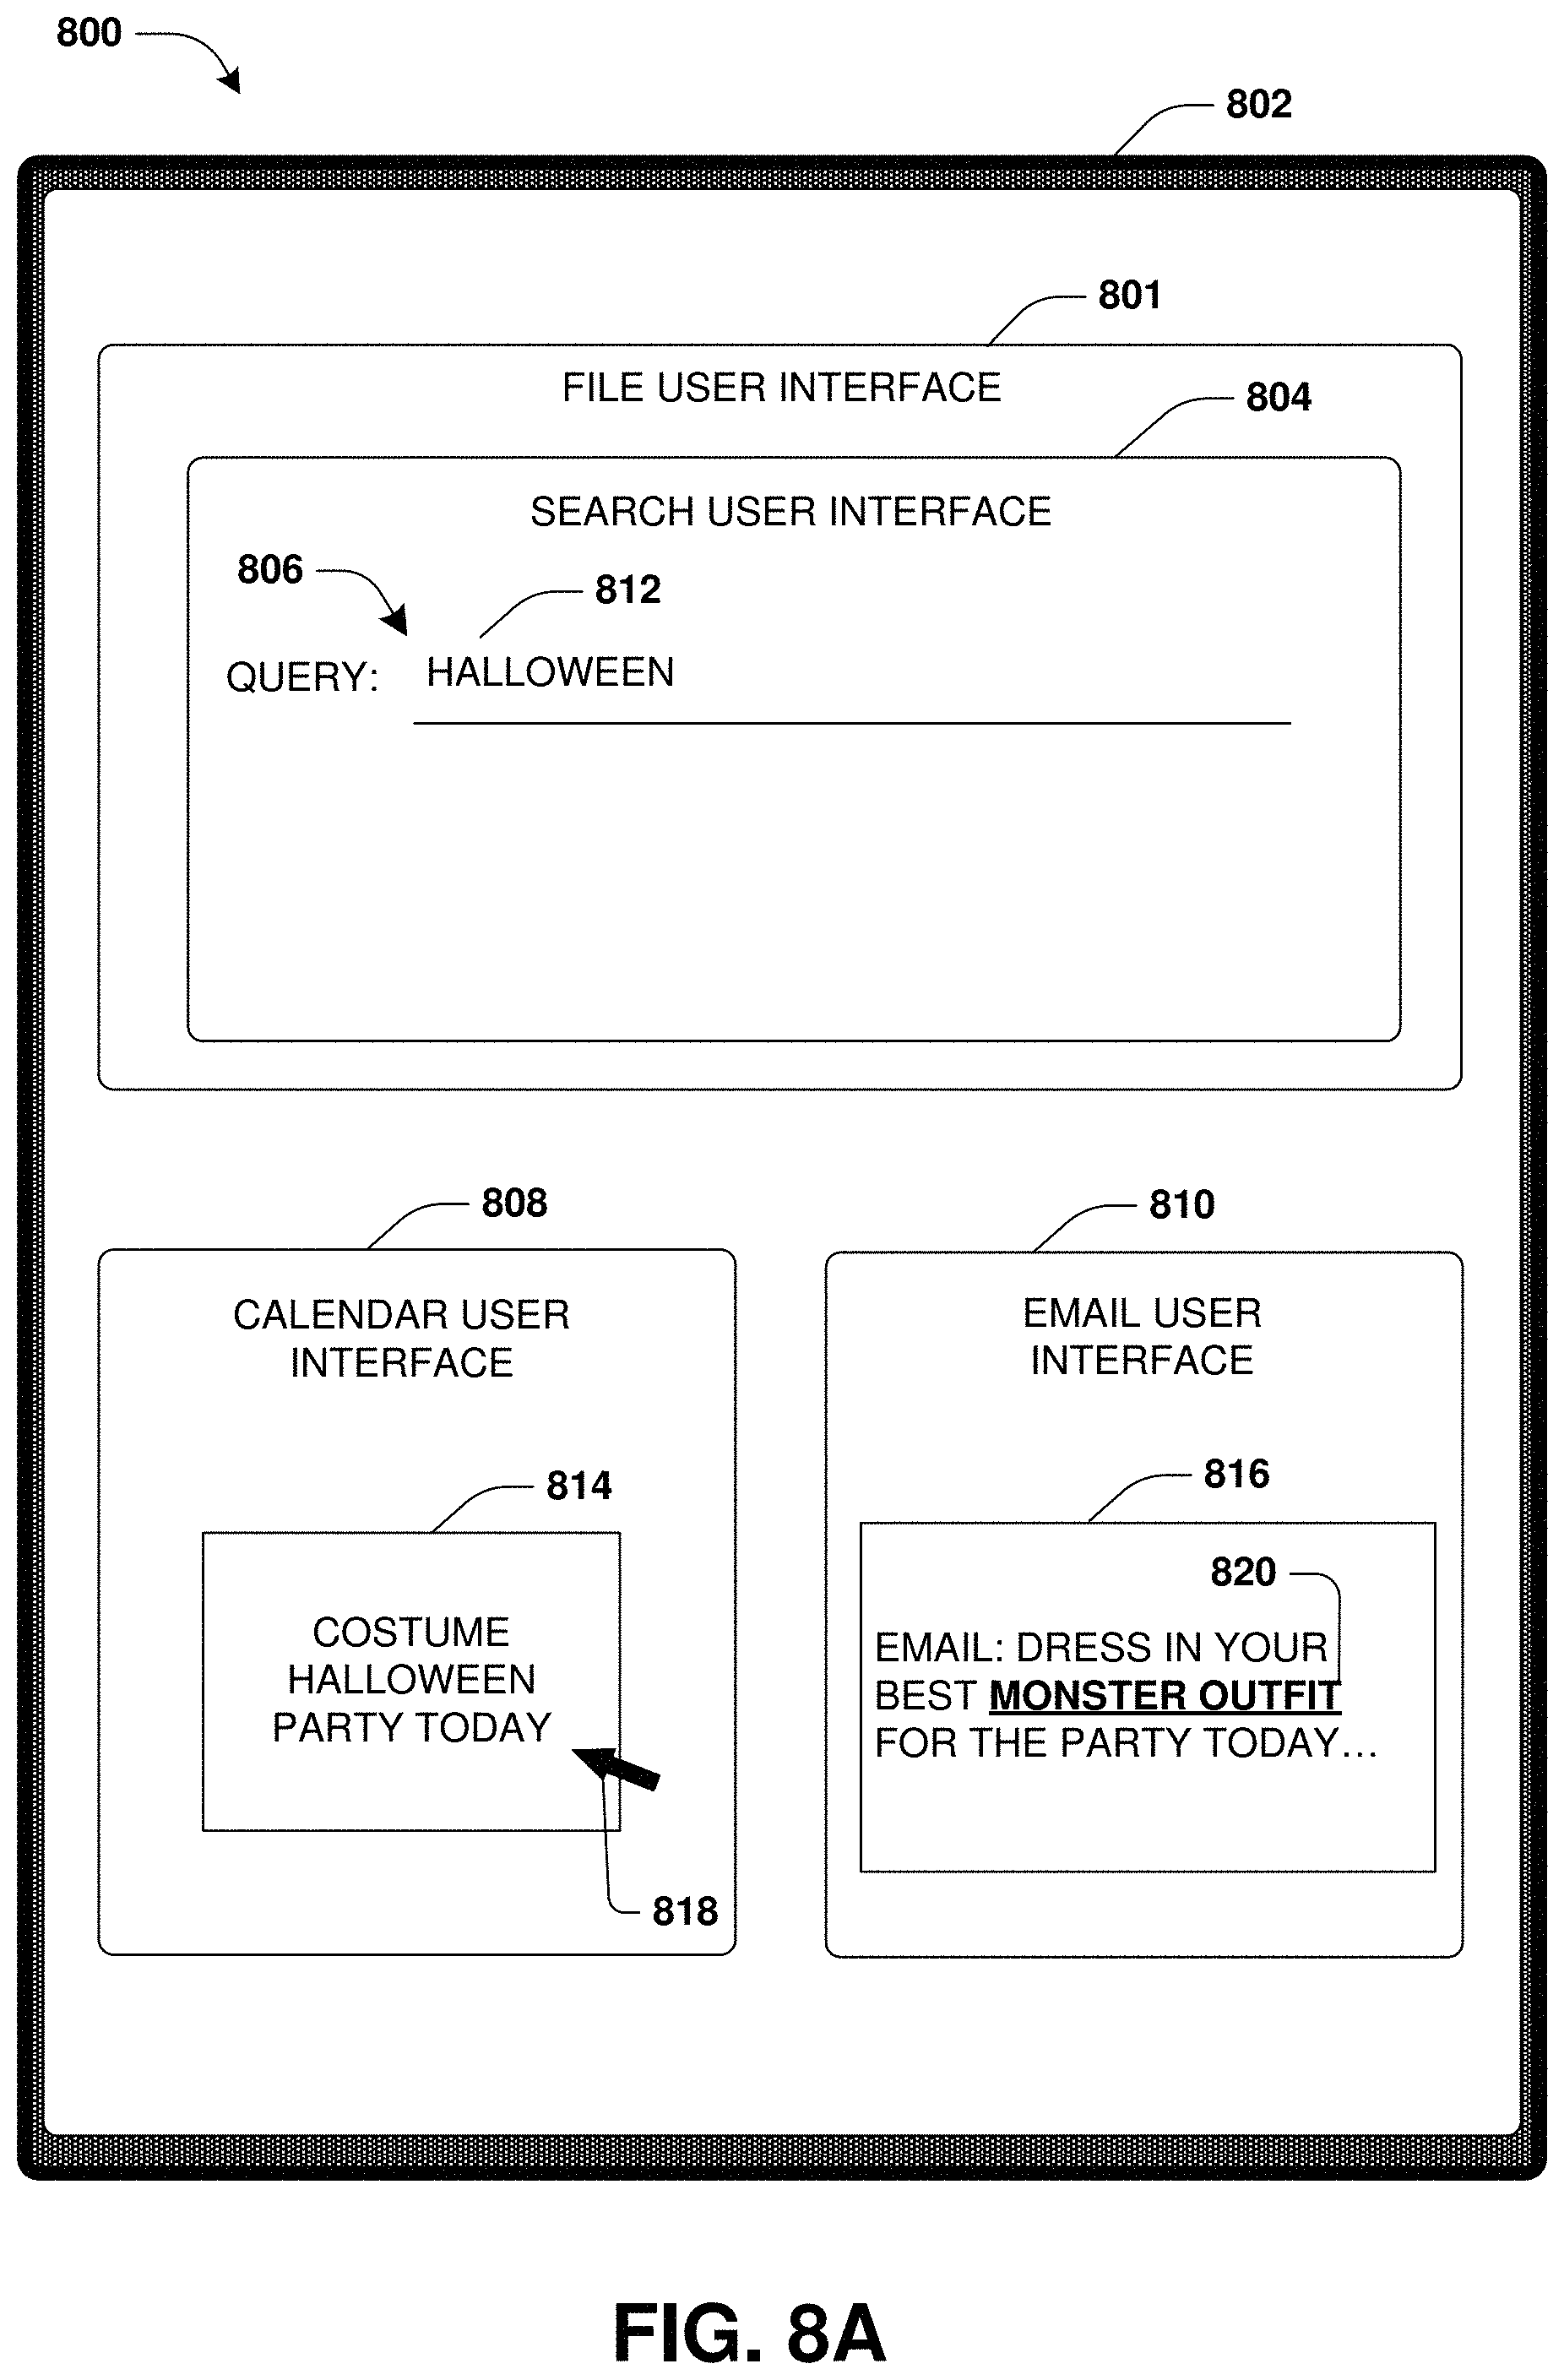 800
802
801
FILE USER INTERFACE
804
SEARCH USER INTERFACE
806
812
QUERY: HALLOWEEN
808
CALENDAR USER
INTERFACE
814
COSTUME
HALLOWEEN
PARTY TODAY
818
810
EMAIL USER
INTERFACE
816
820
EMAIL: DRESS IN YOUR
BEST MONSTER OUTFIT
FOR THE PARTY TODAY...
FIG. 8A